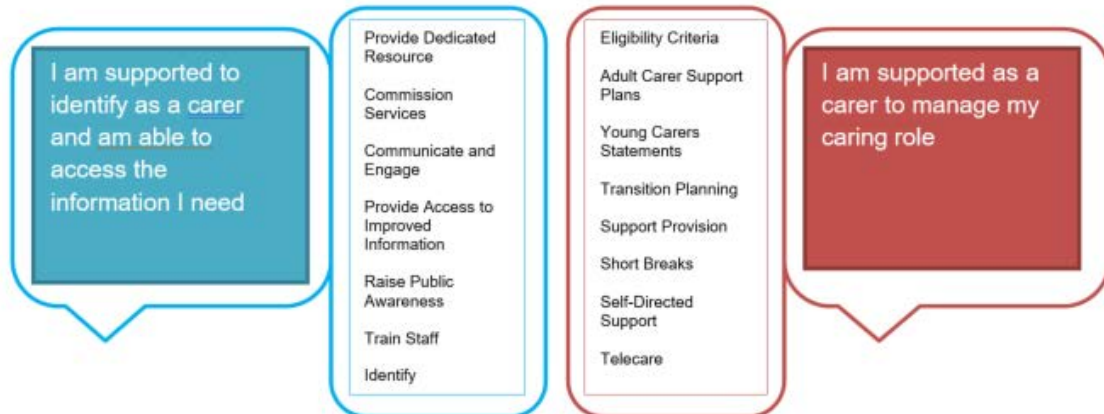 I am supported to
identify as a carer
and am able to
access the
information I need
Provide Dedicated
Resource
Commission
Services
Communicate and
Engage
Provide Access to
Improved
Information
Raise Public
Awareness
Train Staff
Identify
Eligibility Criteria
Adult Carer Support
Plans
Young Carers
Statements
Transition Planning
Support Provision
Short Breaks
Self-Directed
Support
Telecare
I am supported as a
carer to manage my
caring role